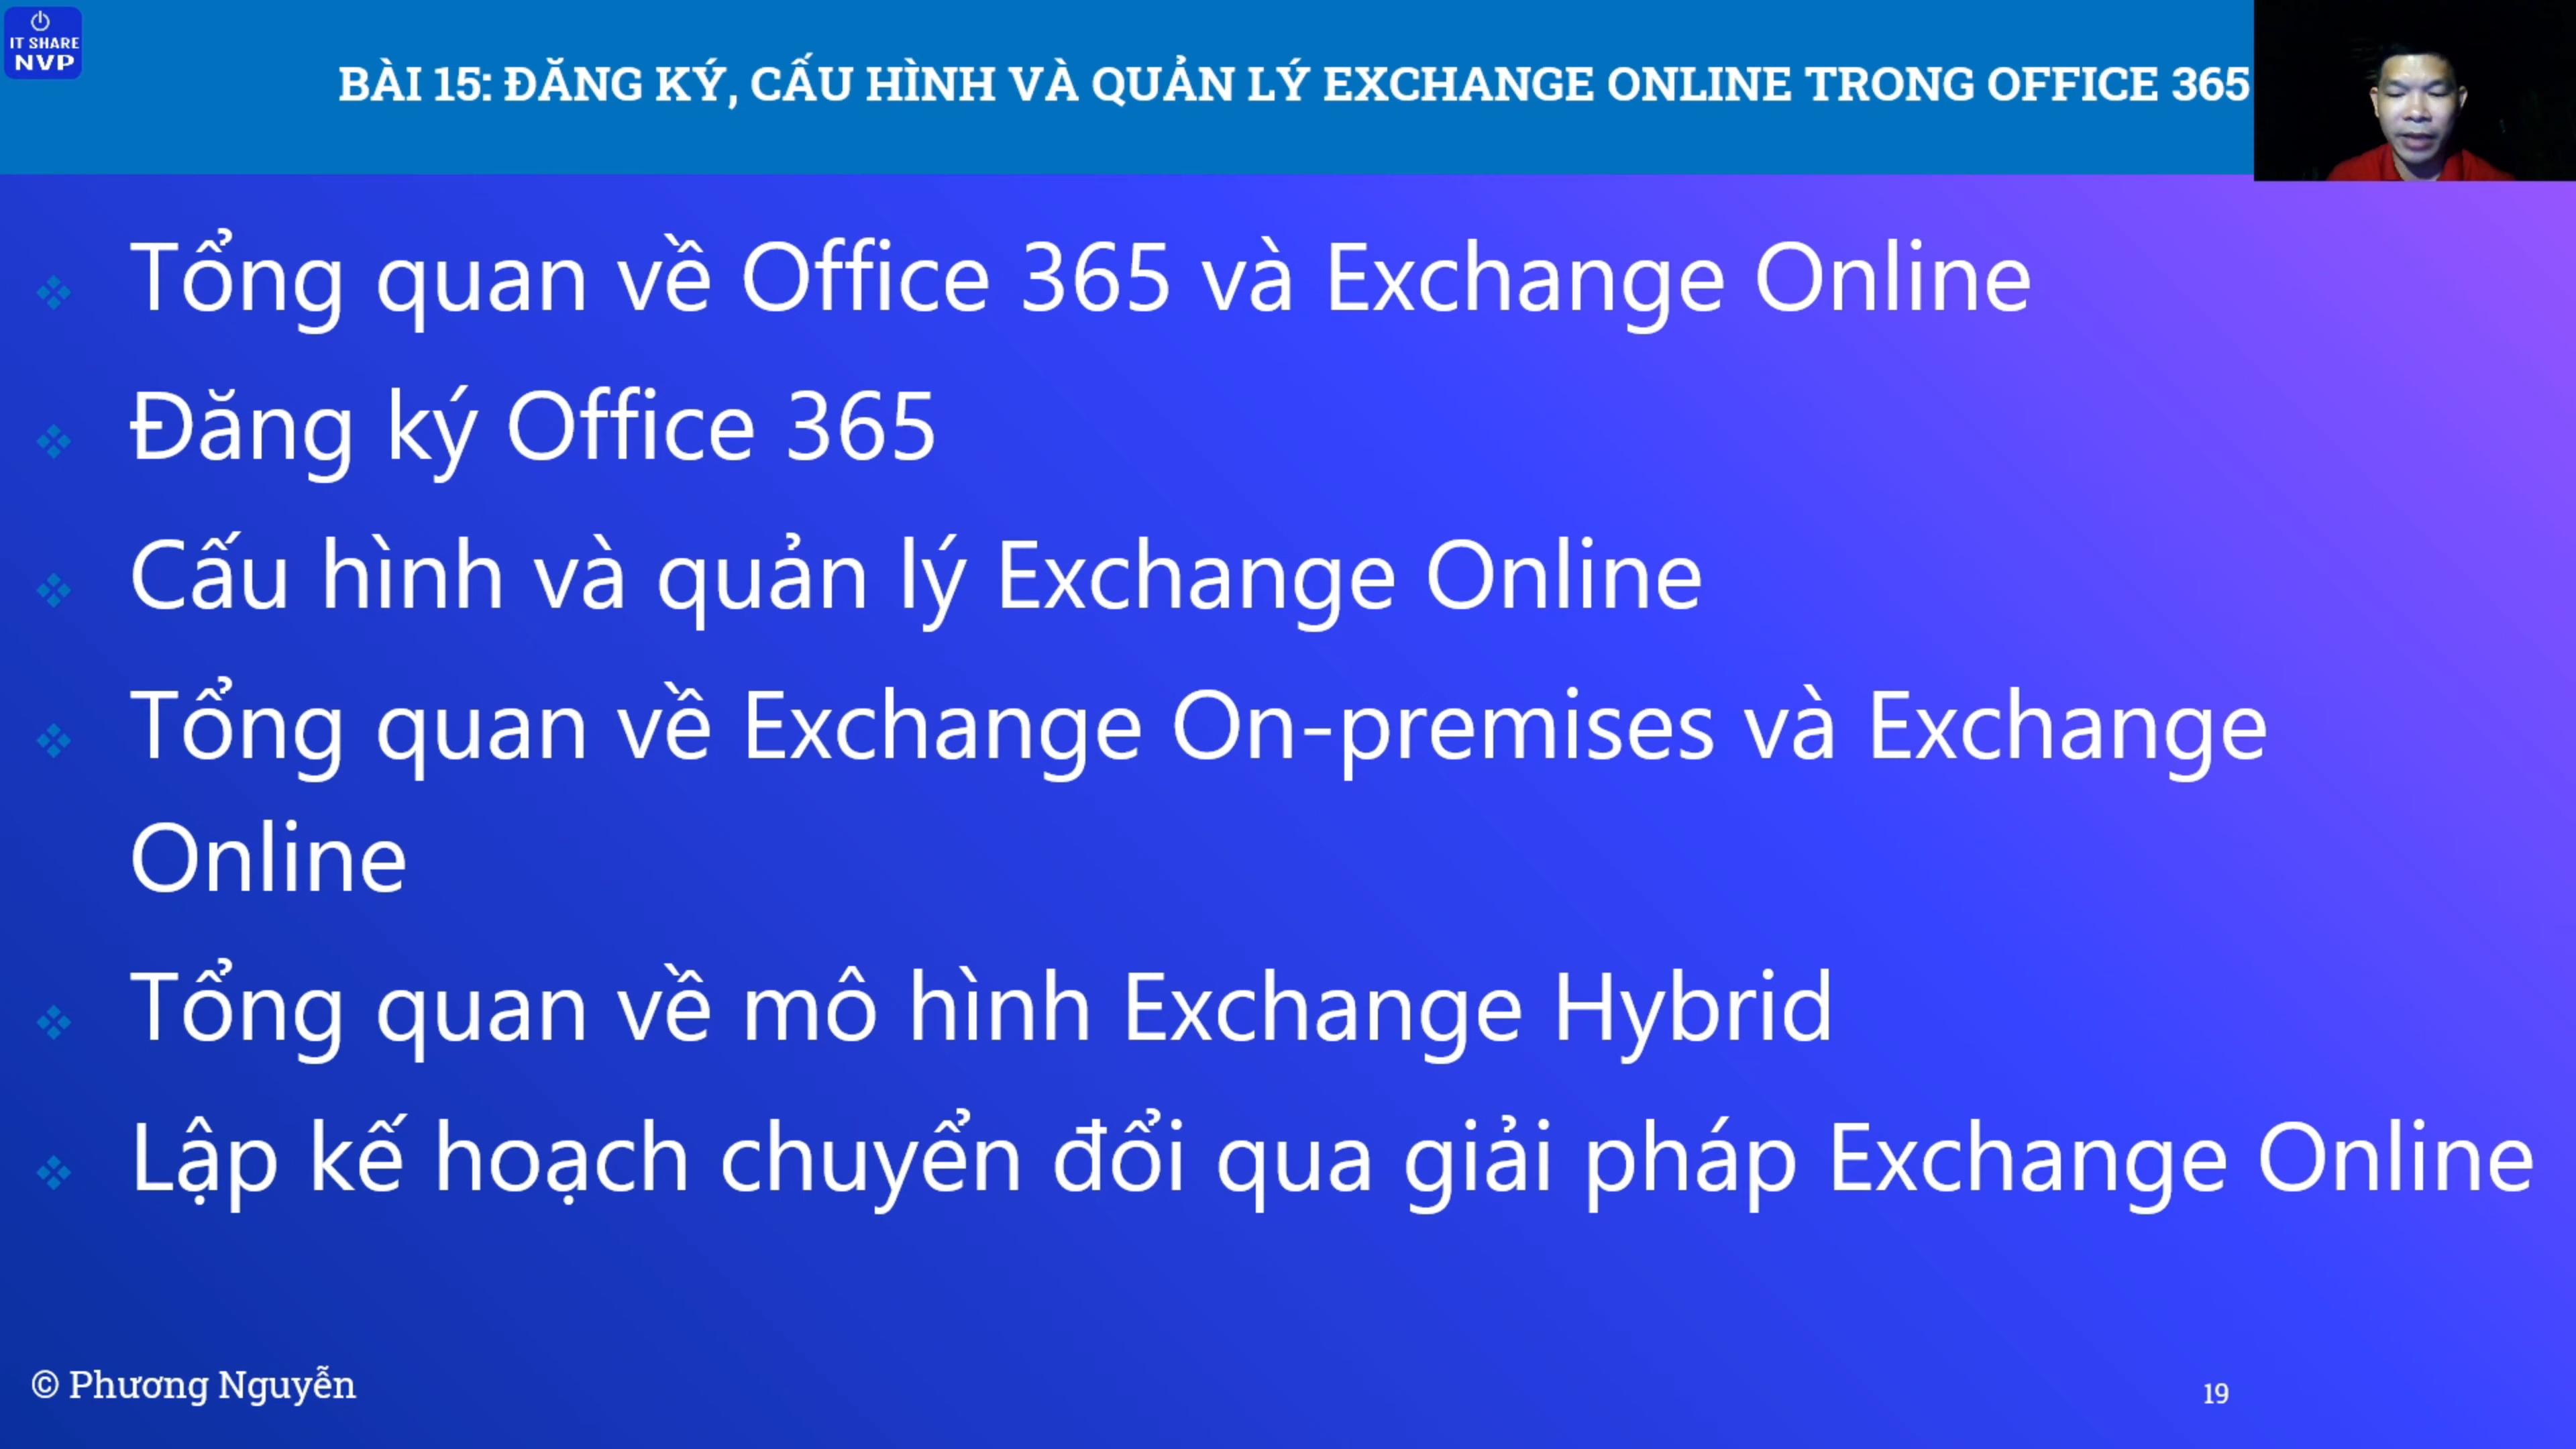 IT SHARE
NVP
BÀI 15: ĐĂNG KÝ, CẤU HÌNH VÀ QUẢN LÝ EXCHANGE ONLINE TRONG OFFICE 365
Tổng quan về Office 365 và Exchange Online
Đăng ký Office 365
Cấu hình và quản lý Exchange Online
Tổng quan về Exchange On-premises và Exchange
Online
Tổng quan về mô hình Exchange Hybrid
Lập kế hoạch chuyển đổi qua giải pháp Exchange Online
© Phương Nguyễn
19